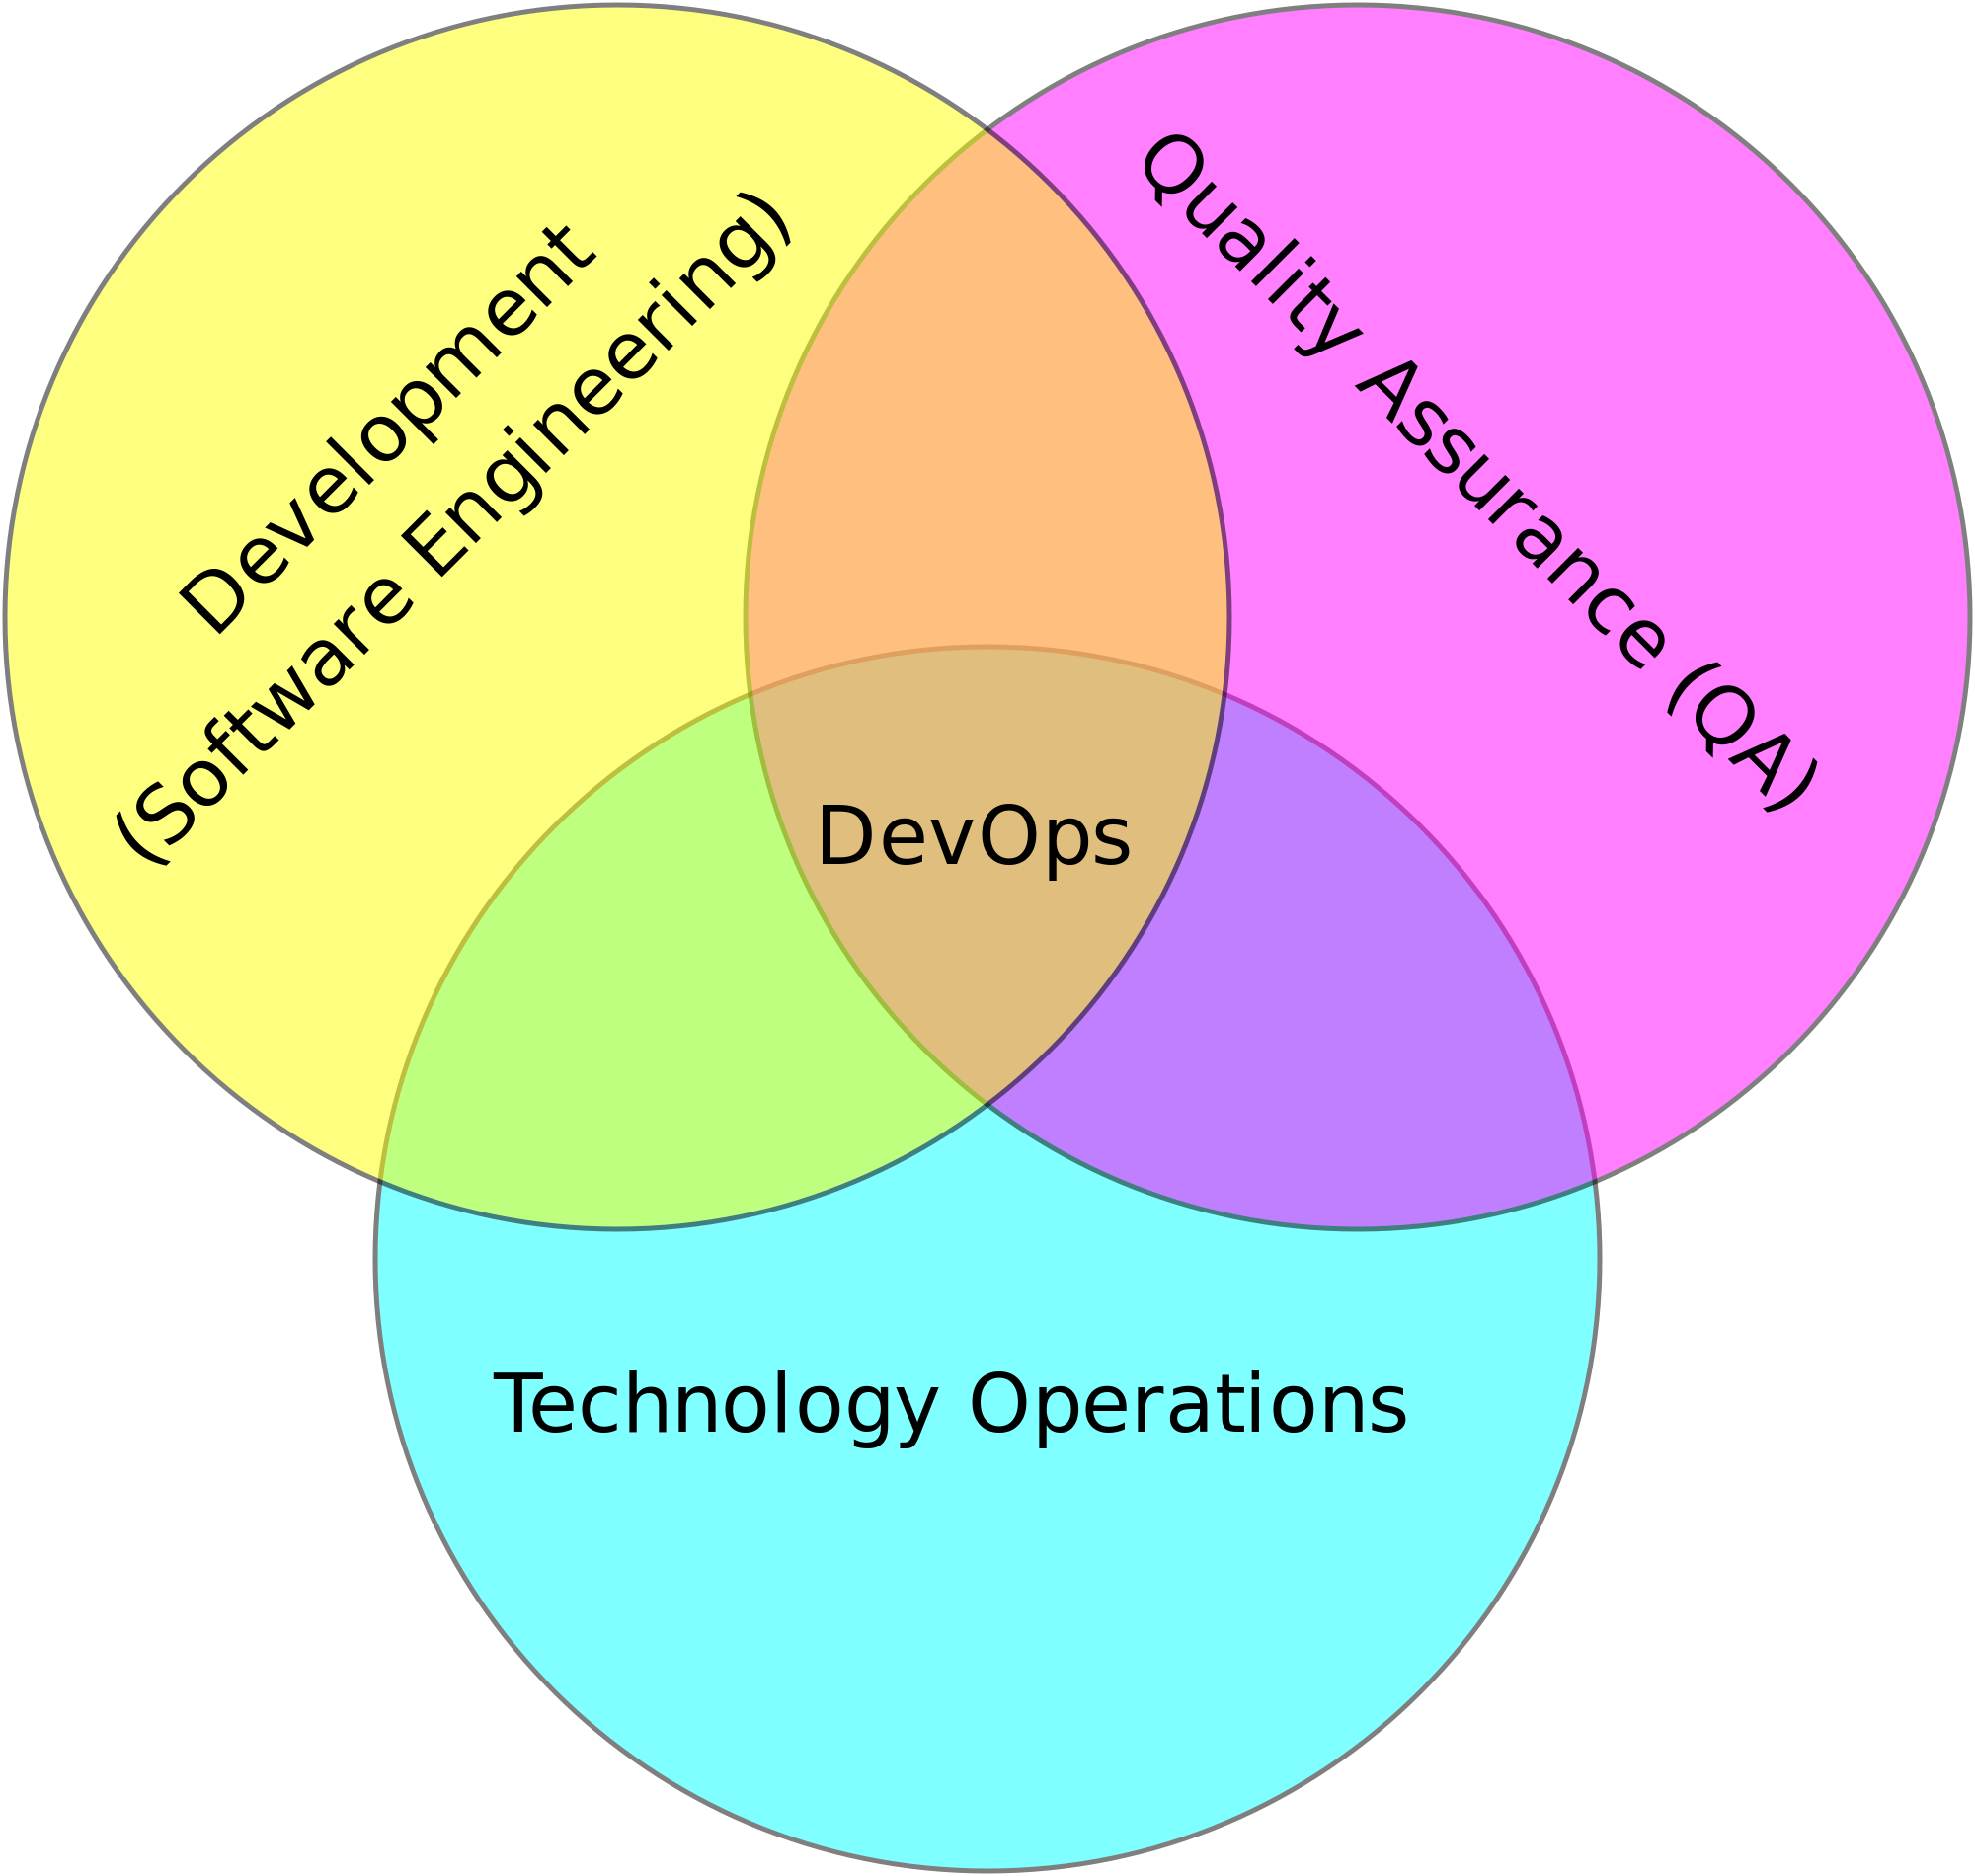 Development
(Software Engineering)
Quality Assurance (QA)
DevOps
Technology Operations